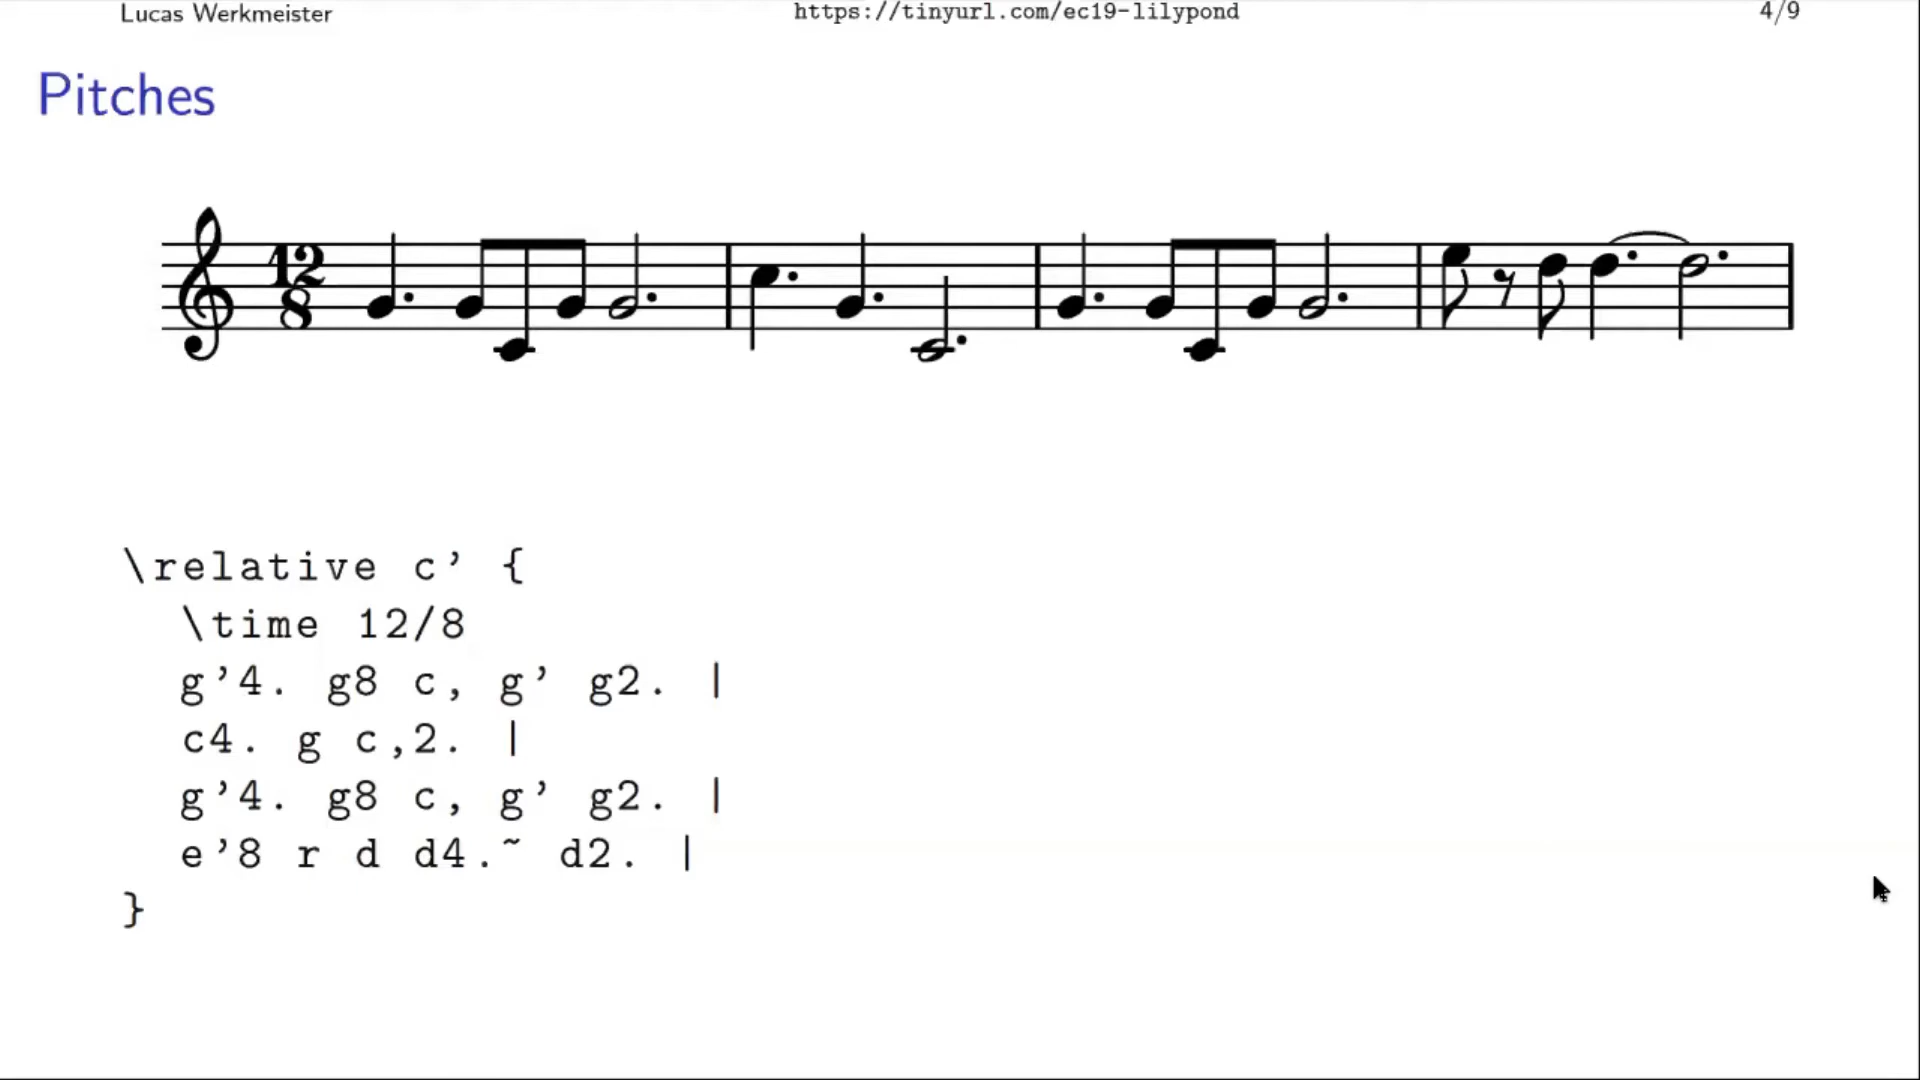 Lucas Werkmeister https://tinyurl.com/ec19-lilypond 4/9
Pitches
12
8
\relative c’ {
\time 12/8
g’4. g8 c, g’ g2. |
c4. g c,2. |
g’4. g8 c, g’ g2. |
e’8 r d d4.~ d2. |
}